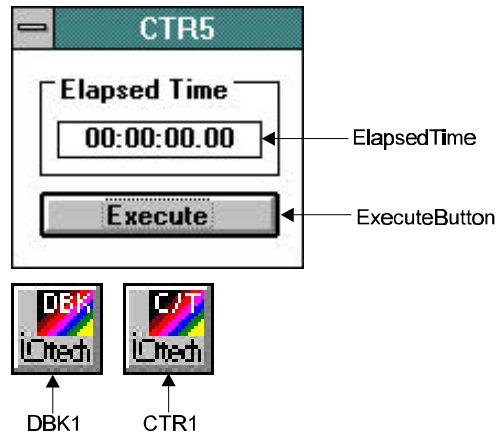 CTR5
Elapsed Time
00:00:00.00
ElapsedTime
Execute
ExecuteButton
DBK
iOtech
C/T
iOtech
DBK1
CTR1